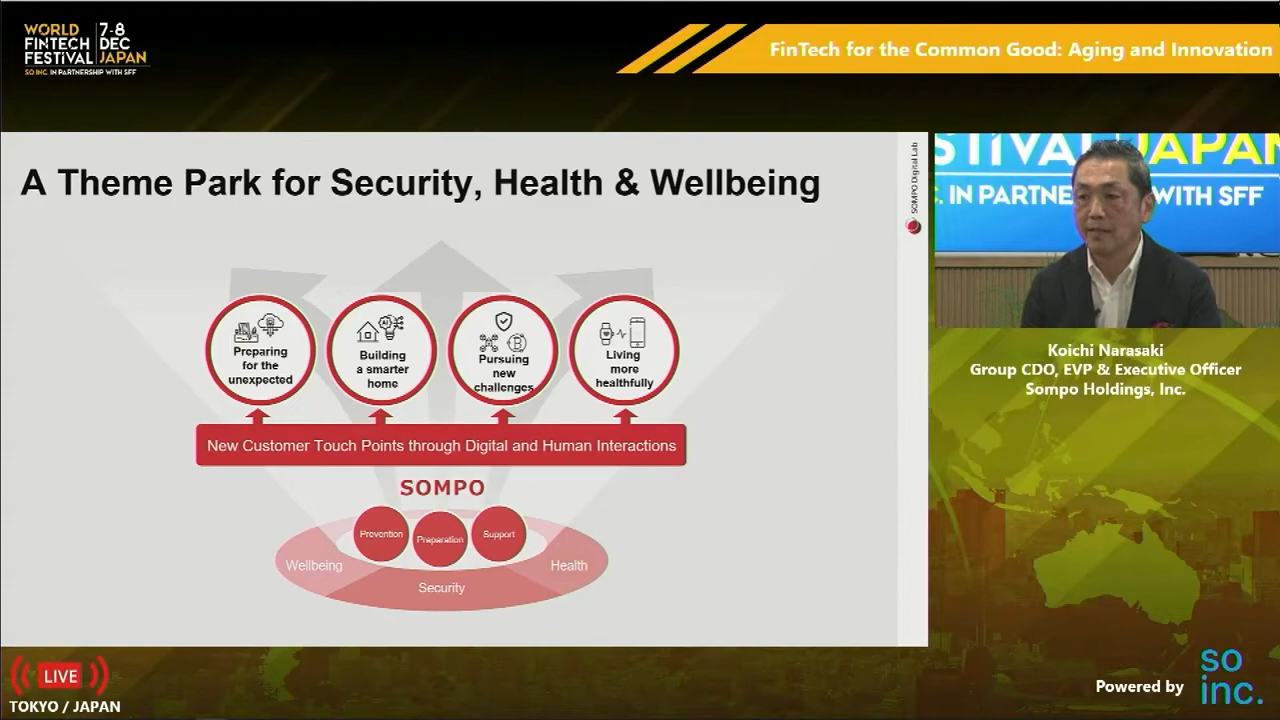 WORLD
FINTECH
FESTIVAL
7-8
DEC
JAPAN
SO INC. IN PARTNERSHIP WITH SFF
FinTech for the Common Good: Aging and Innovation
A Theme Park for Security, Health & Wellbeing
SOMPO Digital Lab
STIVAL JAPAN
. IN PARTNE WITH SFF
Preparing
for the
unexpected
AI
Building
a smarter
home
Pursuing
new
challenges
Living
more
healthfully
New Customer Touch Points through Digital and Human Interactions
SOMPO
Prevention
Preparation
Support
Wellbeing
Security
Health
Koichi Narasaki
Group CDO, EVP & Executive Officer
Sompo Holdings, Inc.
LIVE
TOKYO / JAPAN
Powered by
so
inc.